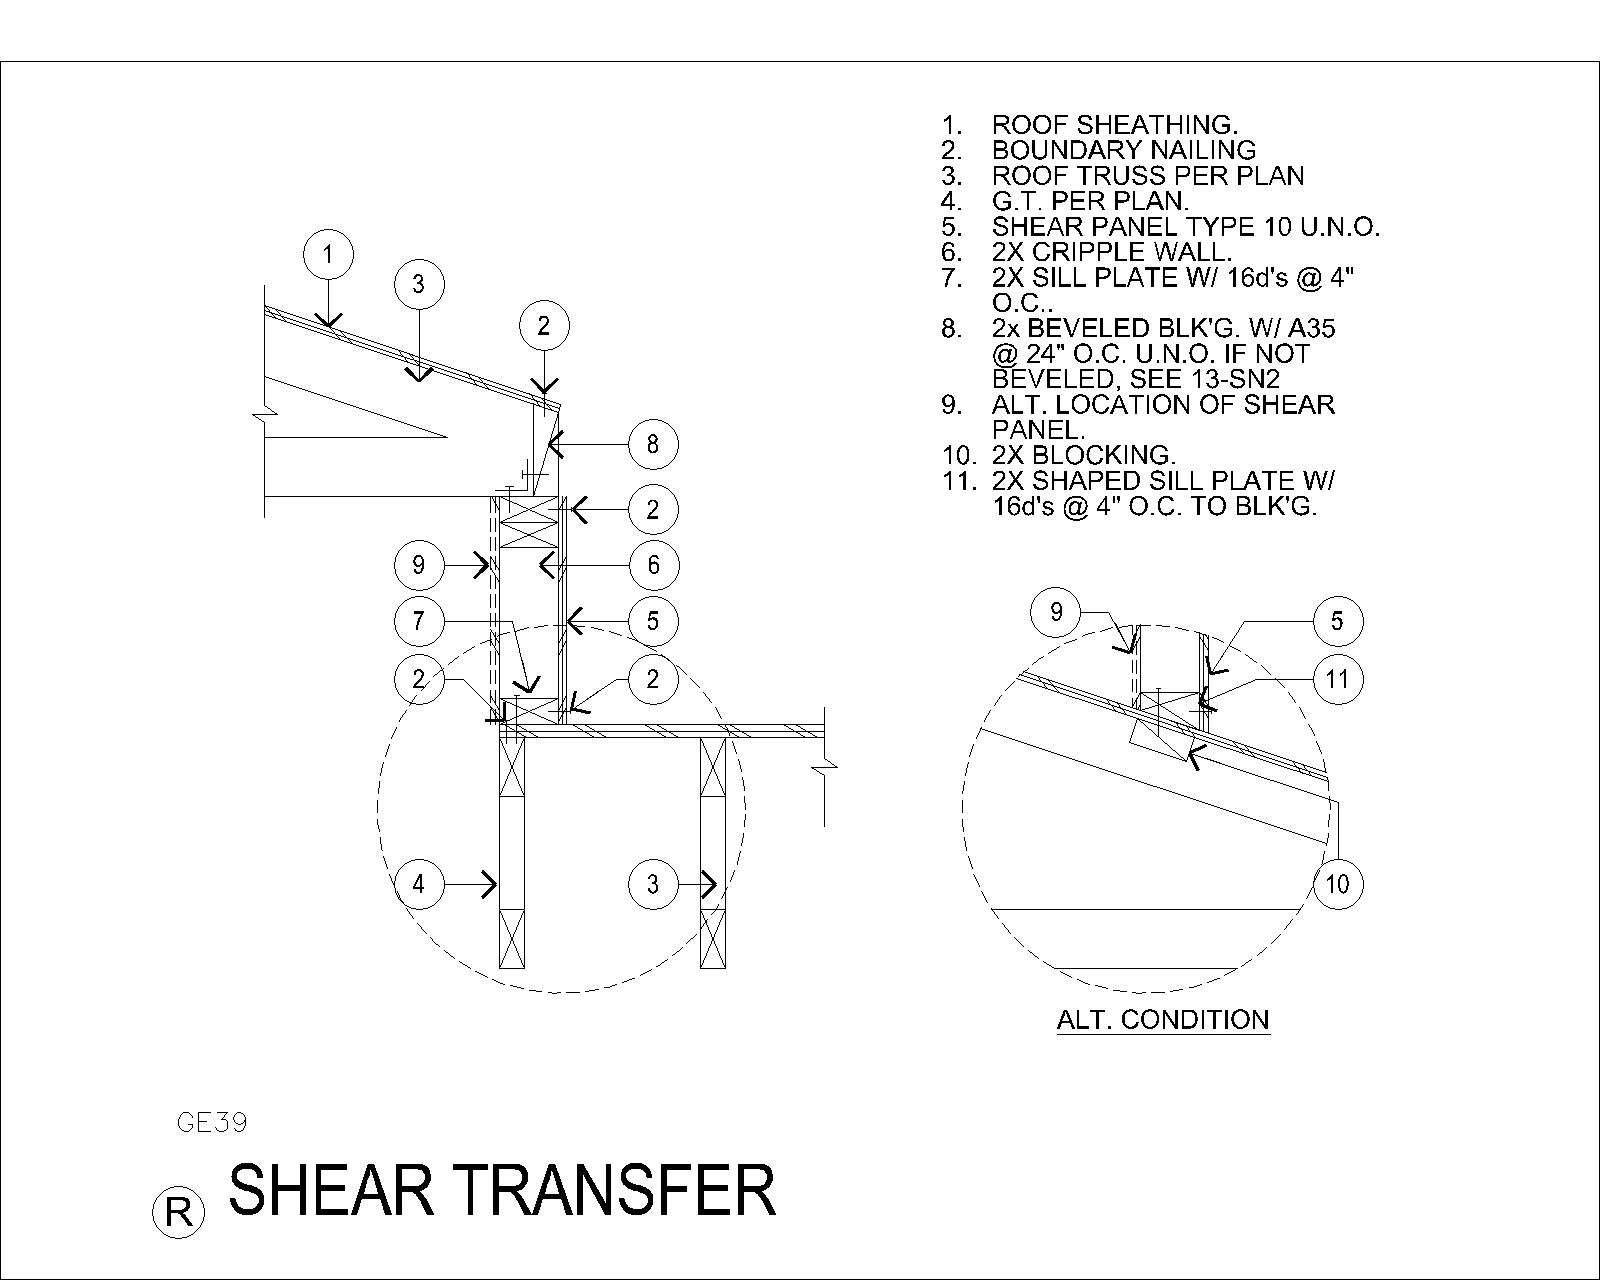 1. ROOF SHEATHING.
2. BOUNDARY NAILING
3. ROOF TRUSS PER PLAN
4. G.T. PER PLAN.
5. SHEAR PANEL TYPE 10 U.N.O.
6. 2X CRIPPLE WALL.
7. 2X SILL PLATE W/ 16d's @ 4"
O.C..
8. 2x BEVELED BLK'G. W/ A35
@ 24" O.C. U.N.O. IF NOT
BEVELED, SEE 13-SN2
9. ALT. LOCATION OF SHEAR
PANEL.
10. 2X BLOCKING.
11. 2X SHAPED SILL PLATE W/
16d's @ 4" O.C. TO BLK'G.
1
3
2
8
2
9
6
7
5
2
2
4
3
9
5
11
10
ALT. CONDITION
GE39
R SHEAR TRANSFER